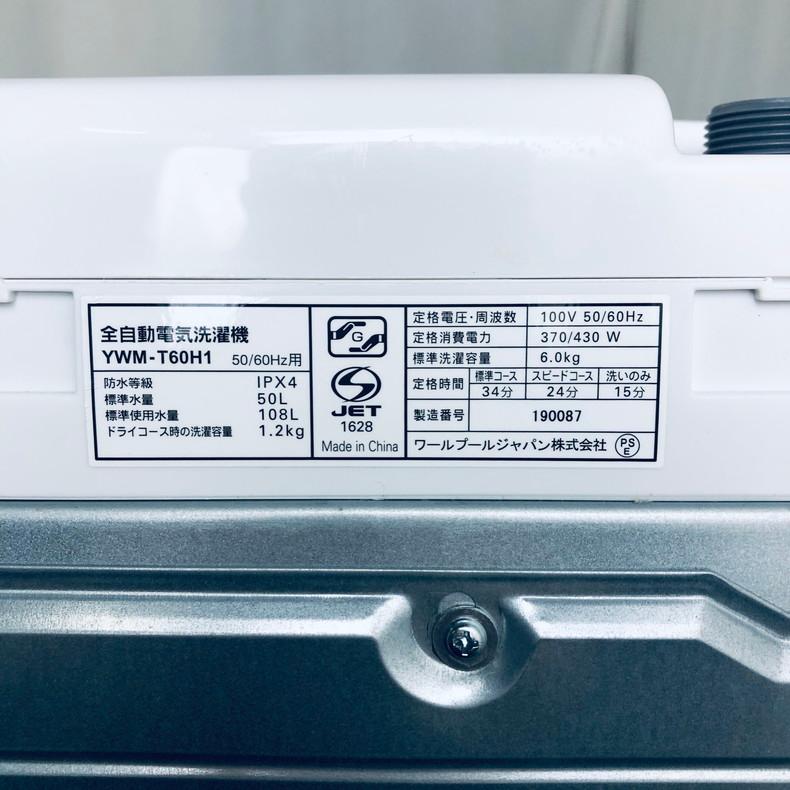 全自動電気洗濯機
YWM-T60H1 50/60Hz用
防水等級 IPX4
標準水量 50L
標準使用水量 108L
ドライコース時の洗濯容量 1.2kg
G
S
JET
1628
Made in China
定格電圧・周波数 100V 50/60Hz
定格消費電力 370/430 W
標準洗濯容量 6.0kg
定格時間 標準コース スピードコース 洗いのみ
34分 24分 15分
製造番号 190087
ワールプールジャパン株式会社 PSE